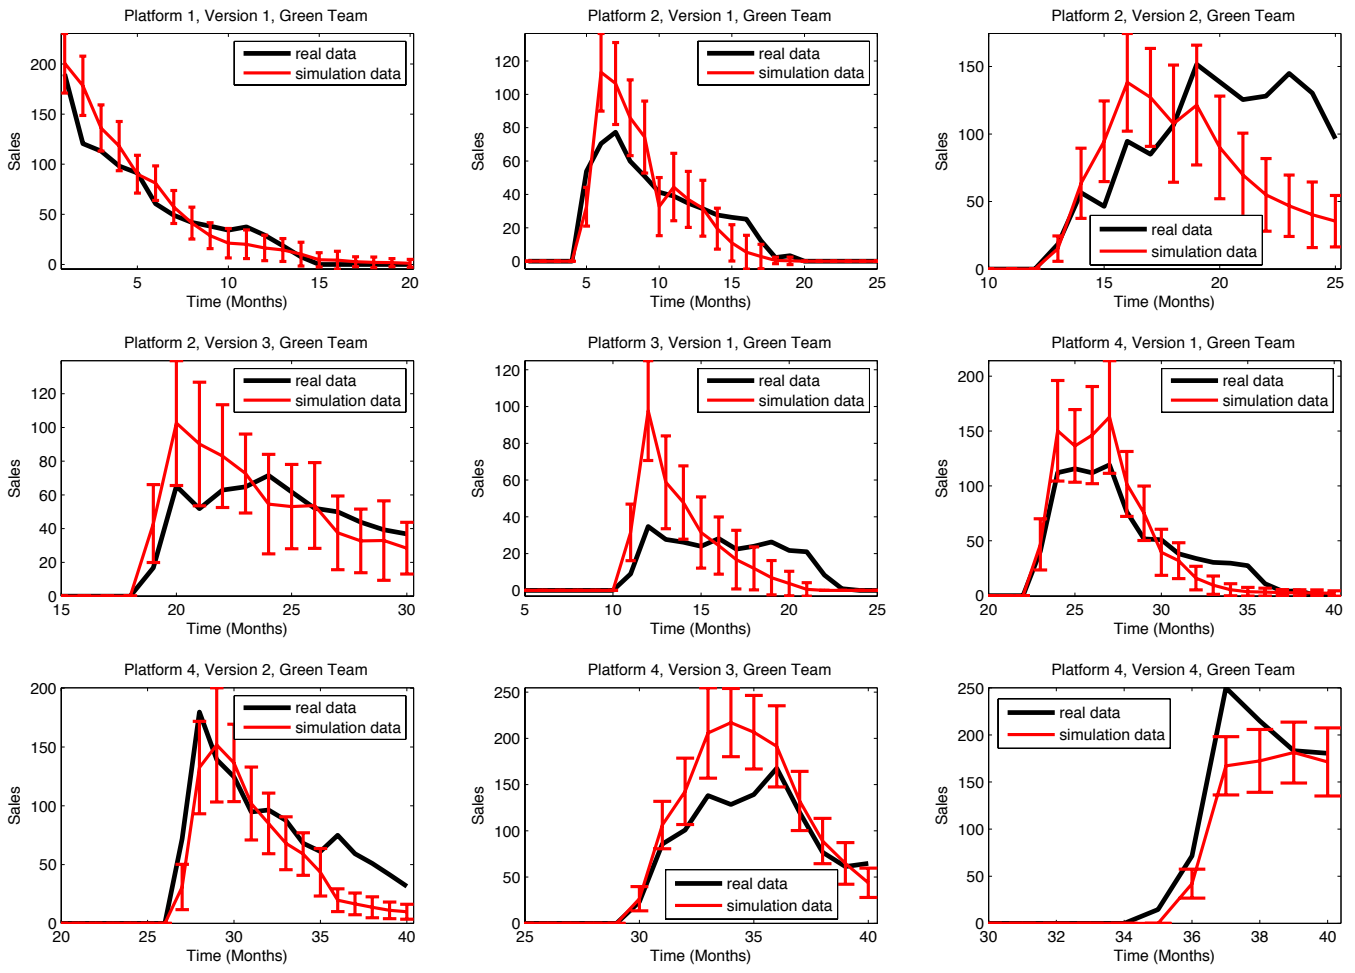 Platform 1, Version 1, Green Team
200
150
100
50
0
Sales
real data
simulation data
5
10
15
20
Time (Months)
Platform 2, Version 1, Green Team
120
100
80
60
40
20
0
Sales
real data
simulation data
5
10
15
20
25
Time (Months)
Platform 2, Version 2, Green Team
150
100
50
0
Sales
real data
simulation data
10
15
20
25
Time (Months)
Platform 2, Version 3, Green Team
120
100
80
60
40
20
0
Sales
real data
simulation data
15
20
25
30
Time (Months)
Platform 3, Version 1, Green Team
120
100
80
60
40
20
0
Sales
real data
simulation data
5
10
15
20
25
Time (Months)
Platform 4, Version 1, Green Team
200
150
100
50
0
Sales
real data
simulation data
20
25
30
35
40
Time (Months)
Platform 4, Version 2, Green Team
200
150
100
50
0
Sales
real data
simulation data
20
25
30
35
40
Time (Months)
Platform 4, Version 3, Green Team
250
200
150
100
50
0
Sales
real data
simulation data
25
30
35
40
Time (Months)
Platform 4, Version 4, Green Team
250
200
150
100
50
0
Sales
real data
simulation data
30
32
34
36
38
40
Time (Months)